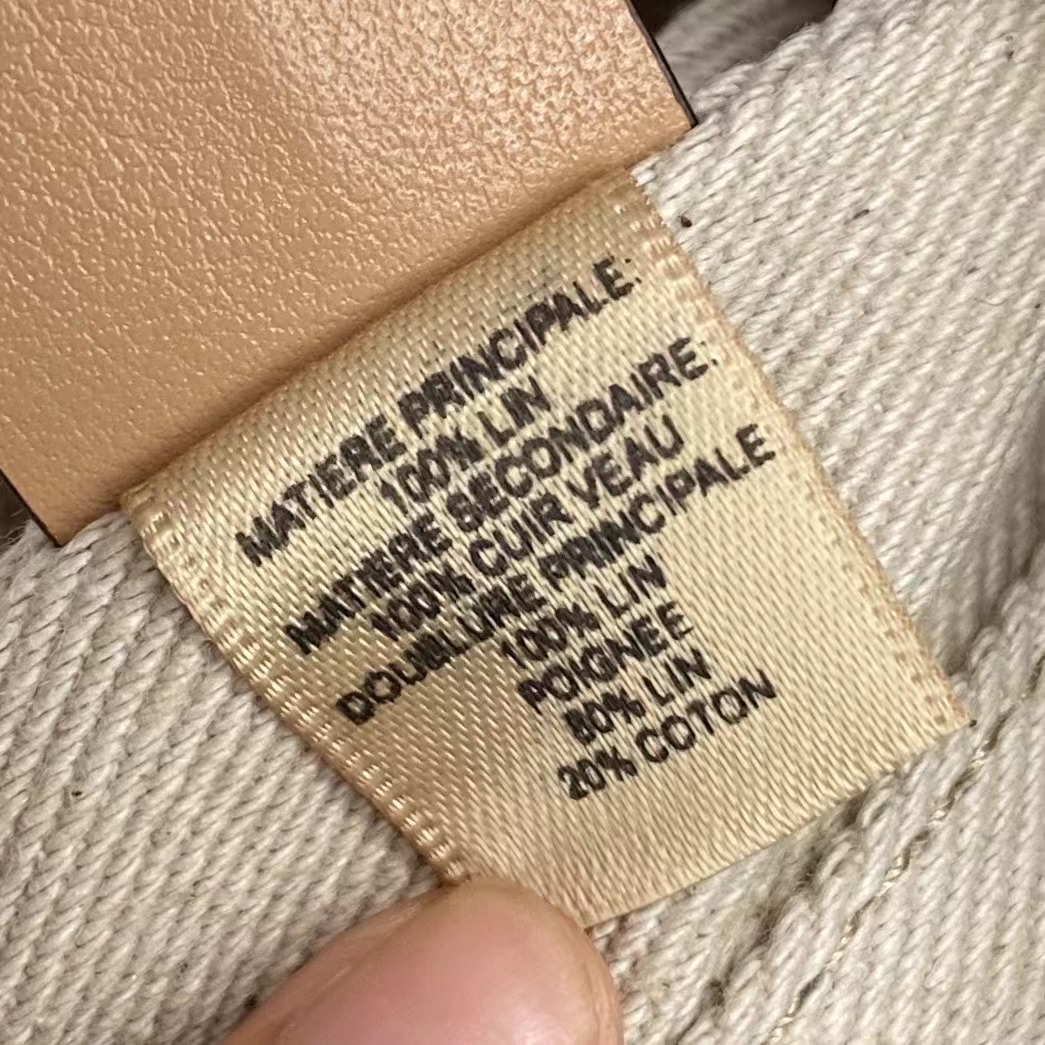 MATIERE PRINCIPALE:
100% LIN
MATIERE SECONDAIRE:
100% CUIR VEAU
DOUBLURE PRINCIPALE
100% LIN
POIGNEE
80% LIN
20% COTON